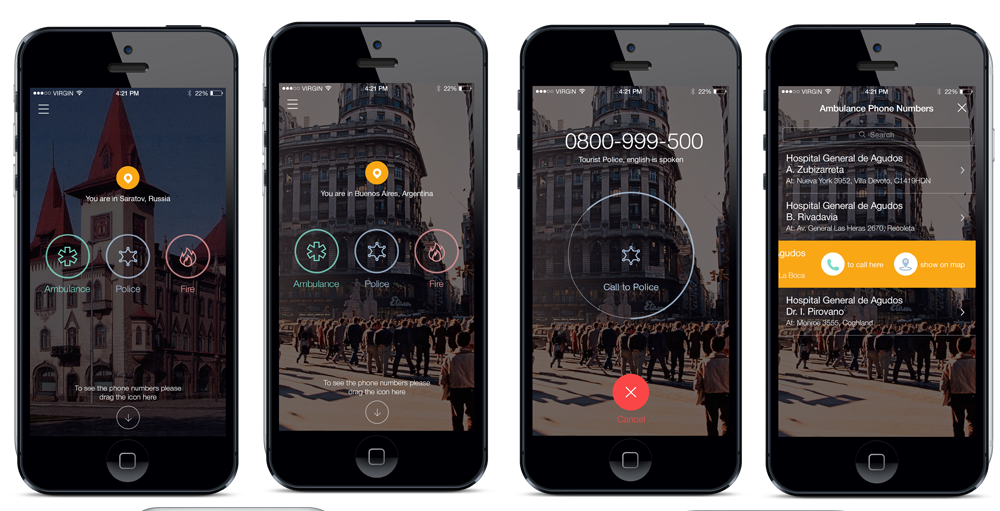 ●●●○○ VIRGIN 4:21 PM 22%
You are in Saratov, Russia
Ambulance Police Fire
To see the phone numbers please
drag the icon here
●●●○○ VIRGIN 4:21 PM 22%
You are in Buenos Aires, Argentina
Ambulance Police Fire
To see the phone numbers please
drag the icon here
●●●○○ VIRGIN 4:21 PM 22%
0800-999-500
Tourist Police, english is spoken
Call to Police
Cancel
●●●○○ VIRGIN 4:21 PM 22%
Ambulance Phone Numbers
Search
Hospital General de Agudos
A. Zubizarreta
At: Nueva York 3952, Villa Devoto, C1419HDN
Hospital General de Agudos
B. Rivadavia
At: Av. General Las Heras 2670, Recoleta
Agudos
to call here show on map
La Boca
Hospital General de Agudos
Dr. I. Pirovano
At: Monroe 3555, Coghland